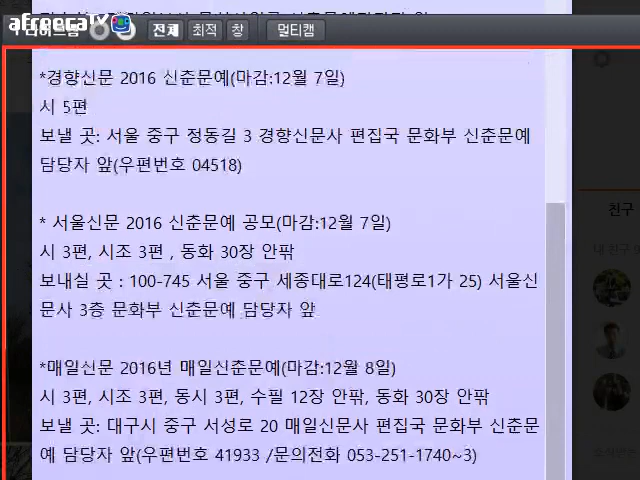 afreecaTV
전체 최적 창 멀티캠
*경향신문 2016 신춘문예(마감:12월 7일)
시 5편
보낼 곳: 서울 중구 정동길 3 경향신문사 편집국 문화부 신춘문예
담당자 앞(우편번호 04518)
* 서울신문 2016 신춘문예 공모(마감:12월 7일)
시 3편, 시조 3편 , 동화 30장 안팎
보내실 곳 : 100-745 서울 중구 세종대로124(태평로1가 25) 서울신
문사 3층 문화부 신춘문예 담당자 앞
*매일신문 2016년 매일신춘문예(마감:12월 8일)
시 3편, 시조 3편, 동시 3편, 수필 12장 안팎, 동화 30장 안팎
보낼 곳: 대구시 중구 서성로 20 매일신문사 편집국 문화부 신춘문
예 담당자 앞(우편번호 41933 /문의전화 053-251-1740~3)
친구